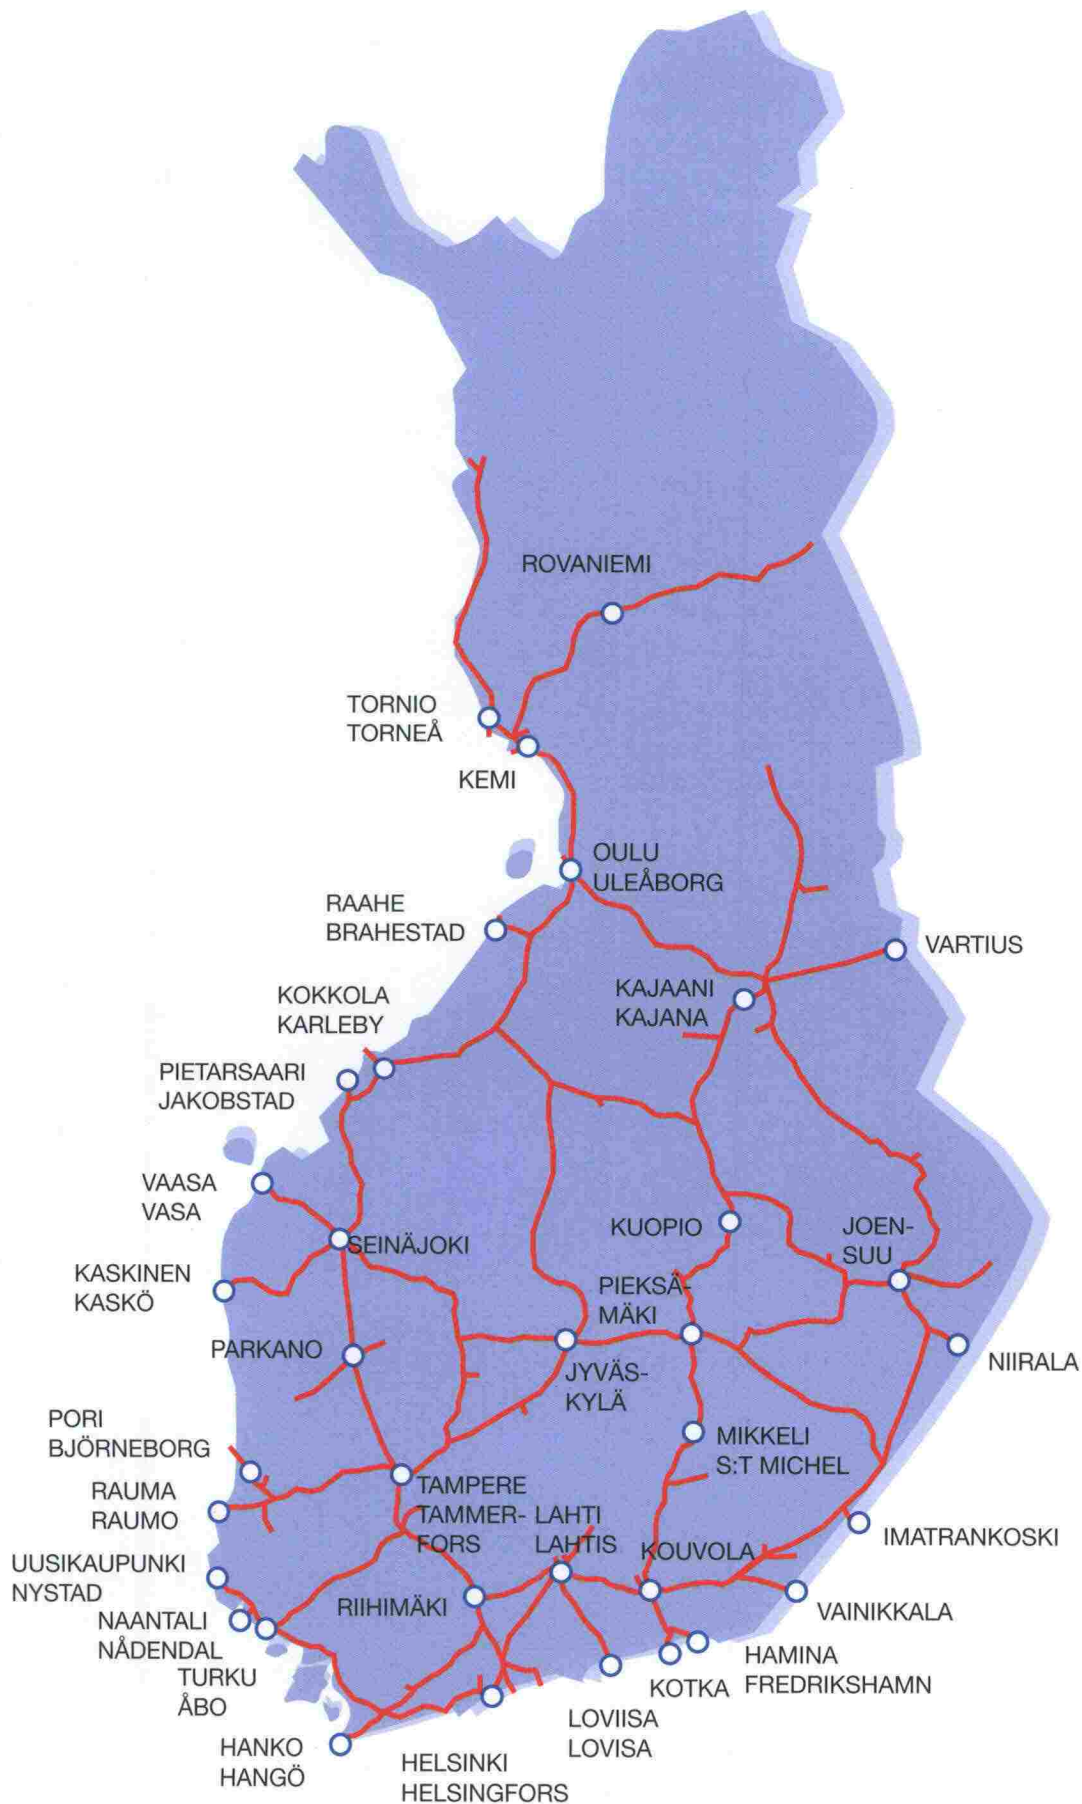 ROVANIEMI
TORNIO
TORNEÅ
KEMI
OULU
ULEÅBORG
RAAHE
BRAHESTAD
VARTIUS
KAJAANI
KAJANA
KOKKOLA
KARLEBY
PIETARSAARI
JAKOBSTAD
VAASA
VASA
KUOPIO
JOEN-
SUU
SEINÄJOKI
KASKINEN
KASKÖ
PIEKSÄ-
MÄKI
PARKANO
NIIRALA
JYVÄS-
KYLÄ
PORI
BJÖRNEBORG
MIKKELI
S:T MICHEL
RAUMA
RAUMO
TAMPERE
TAMMER-
FORS
LAHTI
LAHTIS
IMATRANKOSKI
KOUVOLA
UUSIKAUPUNKI
NYSTAD
RIIHIMÄKI
VAINIKKALA
NAANTALI
NÅDENDAL
TURKU
ÅBO
HAMINA
FREDRIKSHAMN
KOTKA
LOVIISA
LOVISA
HANKO
HANGÖ
HELSINKI
HELSINGFORS